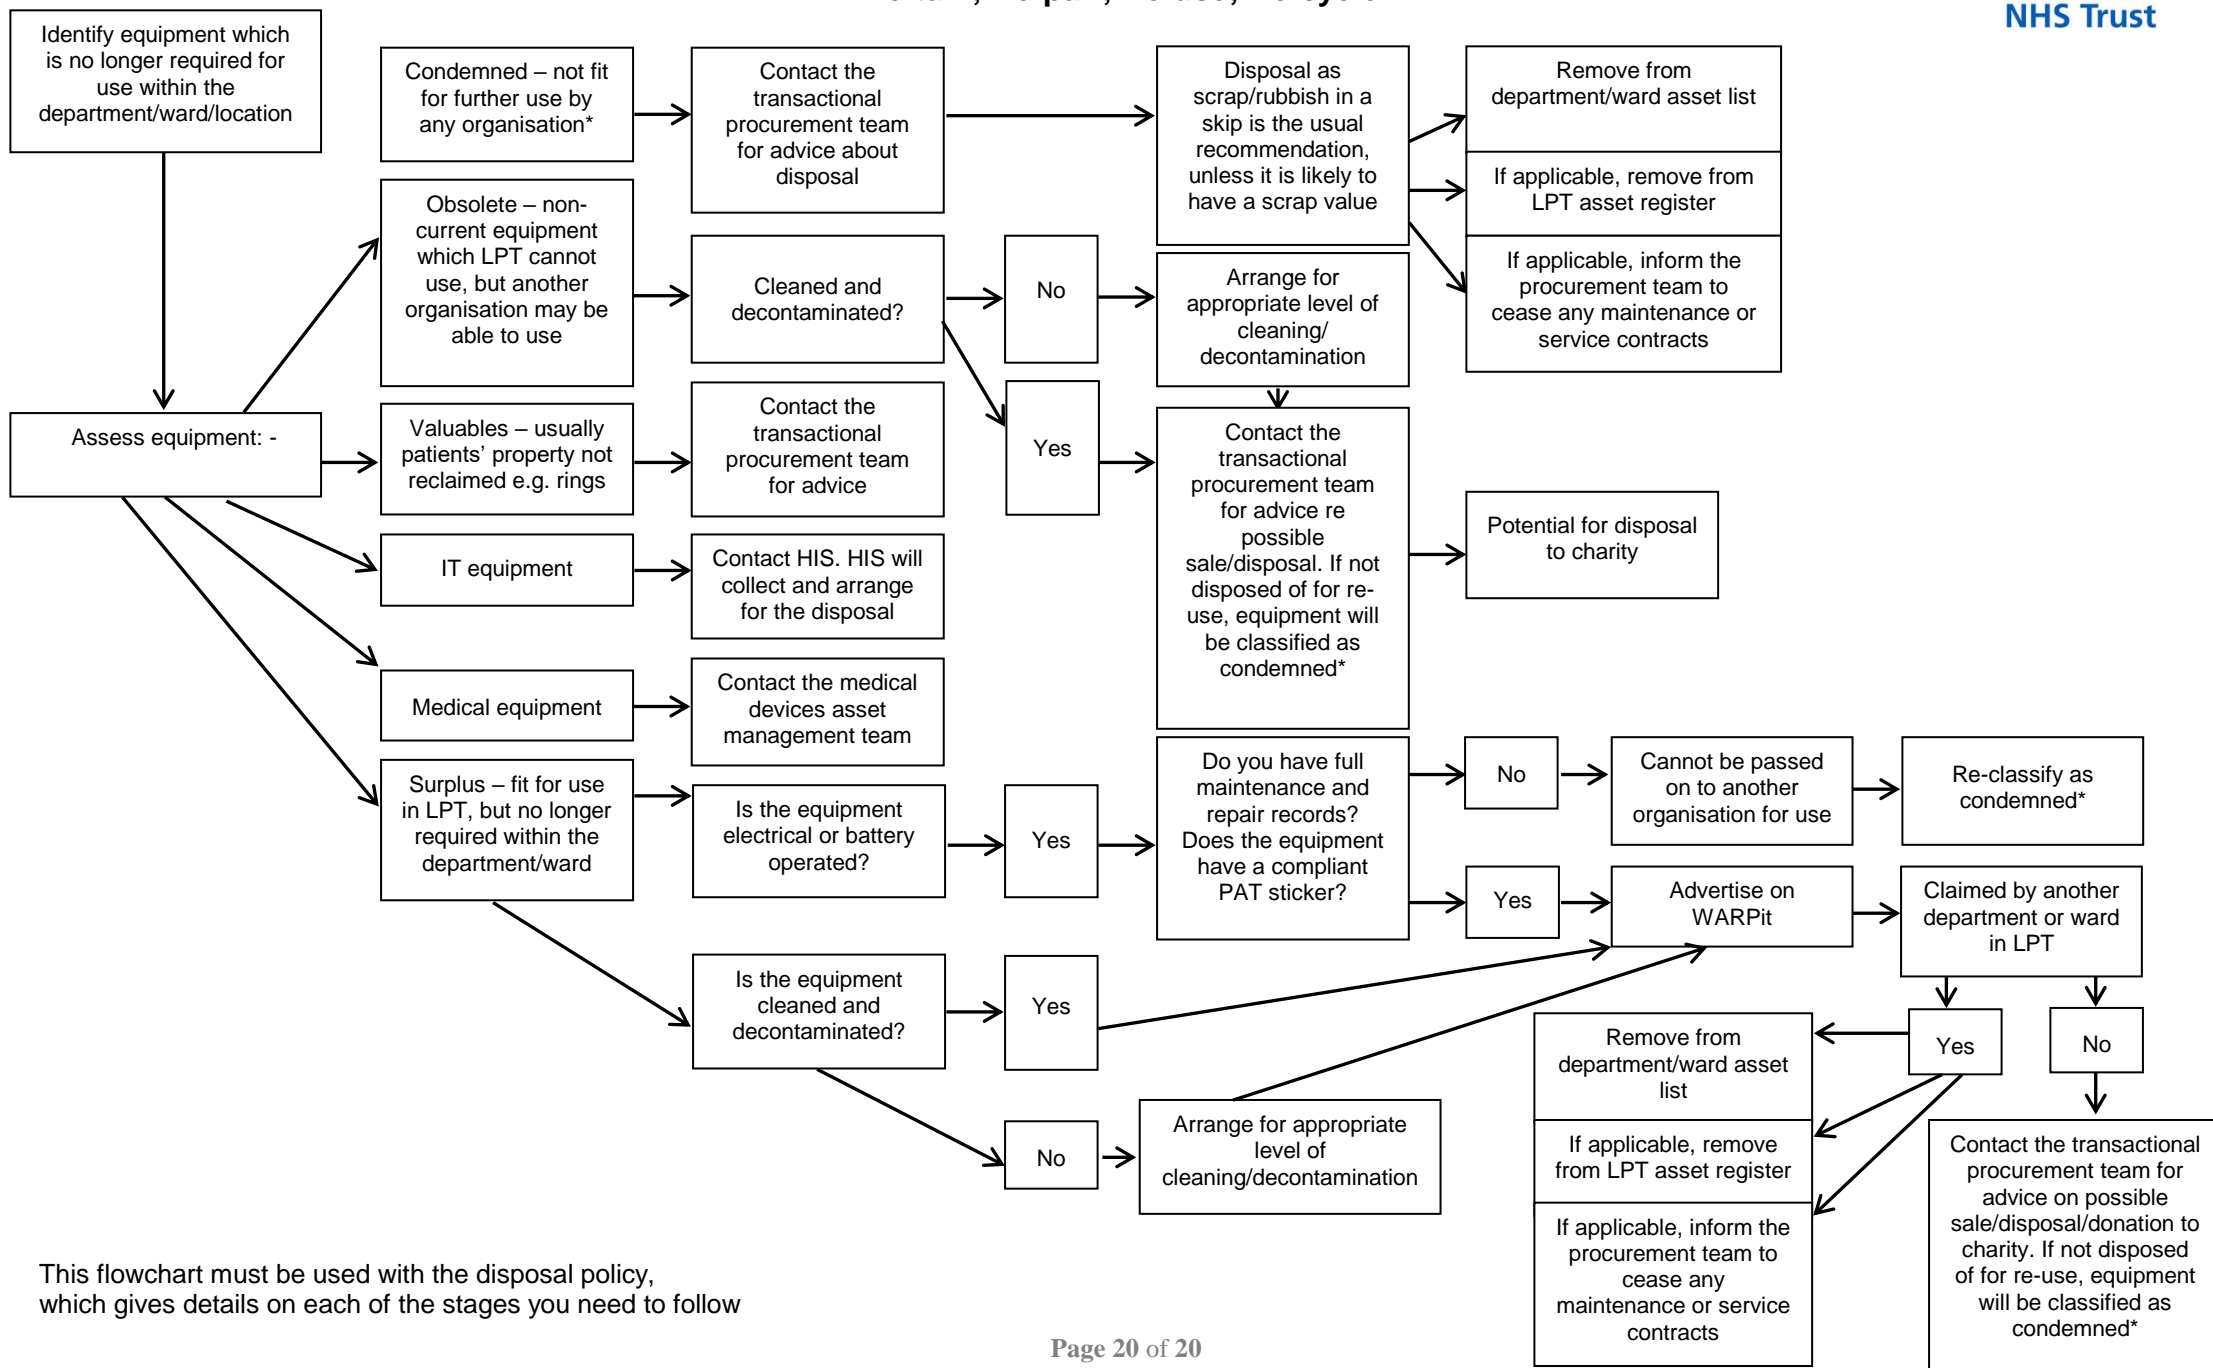 NHS Trust
Identify equipment which
is no longer required for
use within the
department/ward/location
Condemned – not fit
for further use by
any organisation*
Contact the
transactional
procurement team
for advice about
disposal
Disposal as
scrap/rubbish in a
skip is the usual
recommendation,
unless it is likely to
have a scrap value
Remove from
department/ward asset list
If applicable, remove from
LPT asset register
If applicable, inform the
procurement team to
cease any maintenance or
service contracts
Obsolete – non-
current equipment
which LPT cannot
use, but another
organisation may be
able to use
Cleaned and
decontaminated?
No
Arrange for
appropriate level of
cleaning/
decontamination
Yes
Contact the
transactional
procurement team
for advice re
possible
sale/disposal. If not
disposed of for re-
use, equipment will
be classified as
condemned*
Potential for disposal
to charity
Assess equipment: -
Valuables – usually
patients’ property not
reclaimed e.g. rings
Contact the
transactional
procurement team
for advice
IT equipment
Contact HIS. HIS will
collect and arrange
for the disposal
Medical equipment
Contact the medical
devices asset
management team
Surplus – fit for use
in LPT, but no longer
required within the
department/ward
Is the equipment
electrical or battery
operated?
Yes
Do you have full
maintenance and
repair records?
Does the equipment
have a compliant
PAT sticker?
No
Cannot be passed
on to another
organisation for use
Re-classify as
condemned*
Yes
Advertise on
WARPit
Claimed by another
department or ward
in LPT
Is the equipment
cleaned and
decontaminated?
Yes
No
Arrange for appropriate
level of
cleaning/decontamination
Yes
No
Remove from
department/ward asset
list
If applicable, remove
from LPT asset register
If applicable, inform the
procurement team to
cease any
maintenance or service
contracts
Contact the transactional
procurement team for
advice on possible
sale/disposal/donation to
charity. If not disposed
of for re-use, equipment
will be classified as
condemned*
This flowchart must be used with the disposal policy,
which gives details on each of the stages you need to follow
Page 20 of 20